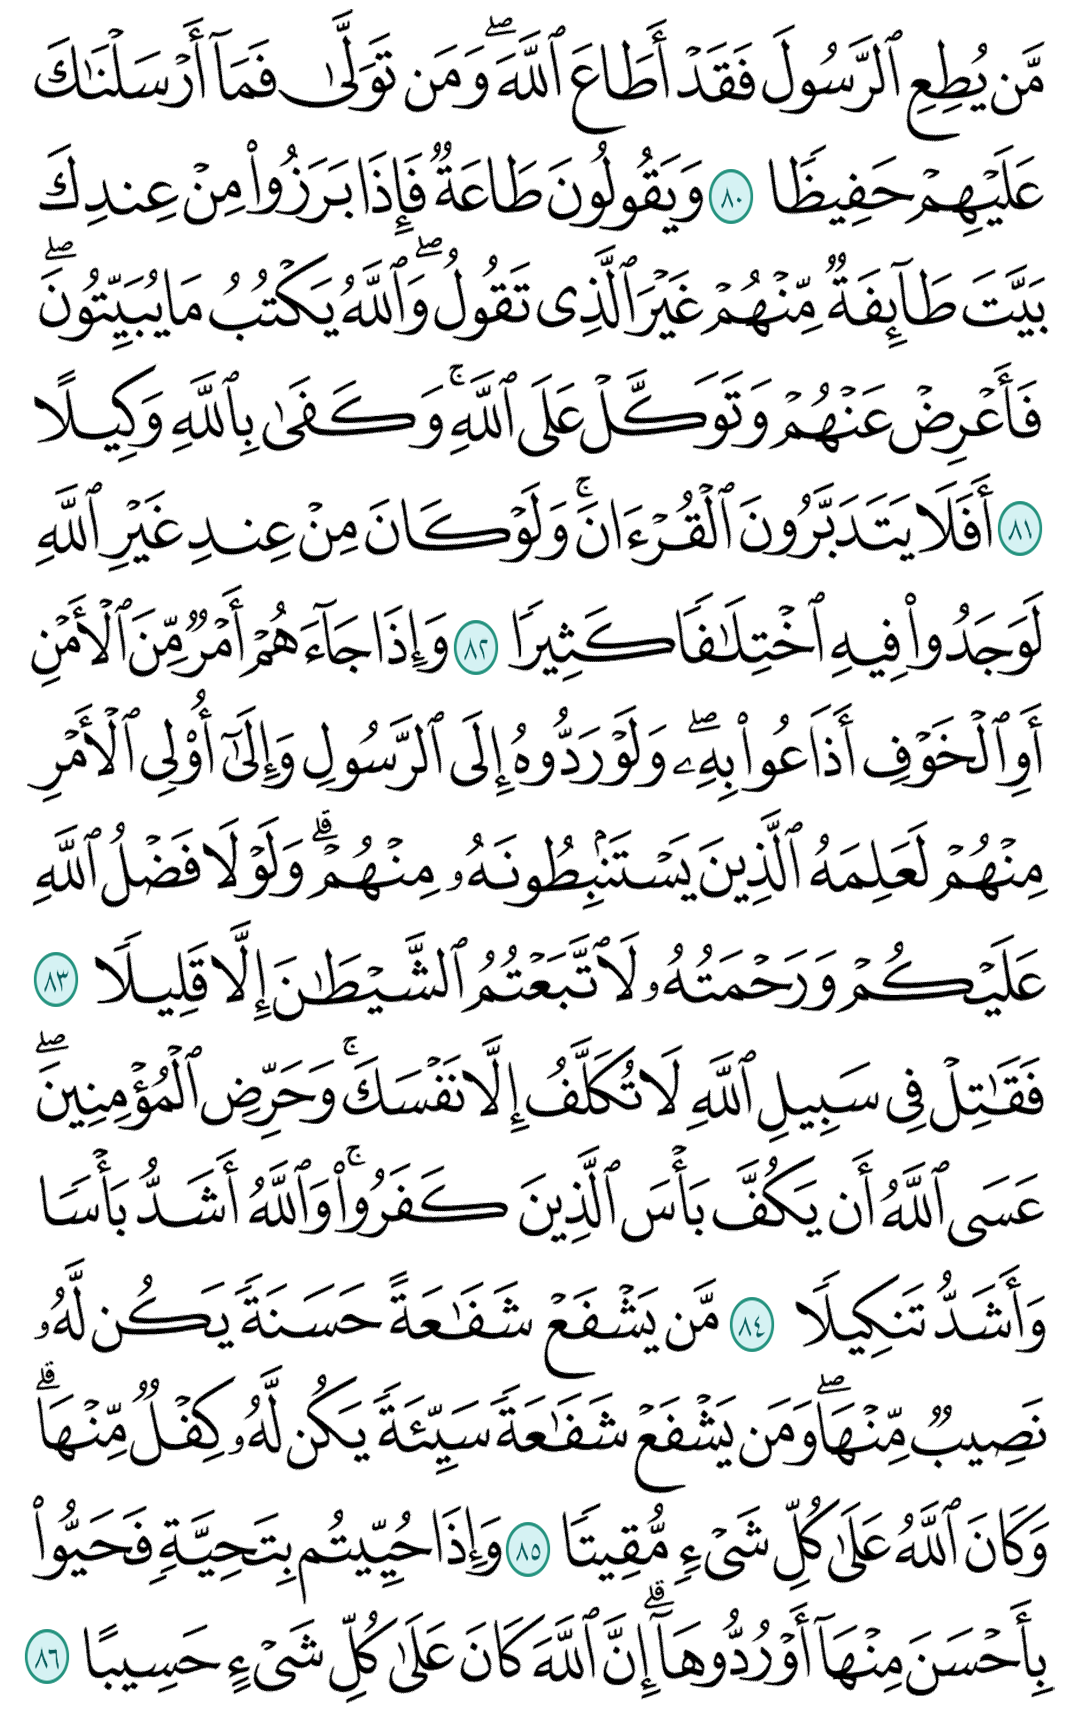 مَّن يُطِعِ ٱلرَّسُولَ فَقَدۡ أَطَاعَ ٱللَّهَۖ وَمَن تَوَلَّىٰ فَمَآ أَرۡسَلۡنَٰكَ
عَلَيۡهِمۡ حَفِيظٗا ٨٠ وَيَقُولُونَ طَاعَةٞ فَإِذَا بَرَزُواْ مِنۡ عِندِكَ
بَيَّتَ طَآئِفَةٞ مِّنۡهُمۡ غَيۡرَ ٱلَّذِى تَقُولُۖ وَٱللَّهُ يَكۡتُبُ مَا يُبَيِّتُونَۖ
فَأَعۡرِضۡ عَنۡهُمۡ وَتَوَكَّلۡ عَلَى ٱللَّهِۚ وَكَفَىٰ بِٱللَّهِ وَكِيلًا
٨١ أَفَلَا يَتَدَبَّرُونَ ٱلۡقُرۡءَانَۚ وَلَوۡ كَانَ مِنۡ عِندِ غَيۡرِ ٱللَّهِ
لَوَجَدُواْ فِيهِ ٱخۡتِلَٰفٗا كَثِيرٗا ٨٢ وَإِذَا جَآءَهُمۡ أَمۡرٞ مِّنَ ٱلۡأَمۡنِ
أَوِ ٱلۡخَوۡفِ أَذَاعُواْ بِهِۦۖ وَلَوۡ رَدُّوهُ إِلَى ٱلرَّسُولِ وَإِلَىٰٓ أُوْلِى ٱلۡأَمۡرِ
مِنۡهُمۡ لَعَلِمَهُ ٱلَّذِينَ يَسۡتَنۢبِطُونَهُۥ مِنۡهُمۡۗ وَلَوۡلَا فَضۡلُ ٱللَّهِ
عَلَيۡكُمۡ وَرَحۡمَتُهُۥ لَٱتَّبَعۡتُمُ ٱلشَّيۡطَٰنَ إِلَّا قَلِيلٗا ٨٣
فَقَٰتِلۡ فِى سَبِيلِ ٱللَّهِ لَا تُكَلَّفُ إِلَّا نَفۡسَكَۚ وَحَرِّضِ ٱلۡمُؤۡمِنِينَۖ
عَسَى ٱللَّهُ أَن يَكُفَّ بَأۡسَ ٱلَّذِينَ كَفَرُواْۚ وَٱللَّهُ أَشَدُّ بَأۡسٗا
وَأَشَدُّ تَنكِيلٗا ٨٤ مَّن يَشۡفَعۡ شَفَٰعَةً حَسَنَةٗ يَكُن لَّهُۥ
نَصِيبٞ مِّنۡهَاۖ وَمَن يَشۡفَعۡ شَفَٰعَةٗ سَيِّئَةٗ يَكُن لَّهُۥ كِفۡلٞ مِّنۡهَاۗ
وَكَانَ ٱللَّهُ عَلَىٰ كُلِّ شَىۡءٖ مُّقِيتٗا ٨٥ وَإِذَا حُيِّيتُم بِتَحِيَّةٖ فَحَيُّواْ
بِأَحۡسَنَ مِنۡهَآ أَوۡ رُدُّوهَآۗ إِنَّ ٱللَّهَ كَانَ عَلَىٰ كُلِّ شَىۡءٍ حَسِيبًا ٨٦